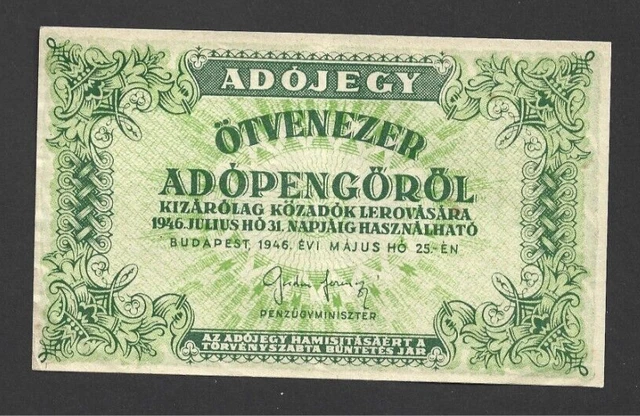 ADÓJEGY
ÖTVENEZER
ADÓPENGŐRŐL
KIZÁRÓLAG KÖZADÓK LEROVÁSÁRA
1946. JULIUS HÓ 31. NAPJÁIG HASZNÁLHATÓ
BUDAPEST, 1946. ÉVI MÁJUS HÓ 25.-ÉN
PÉNZÜGYMINISZTER
AZ ADÓJEGY HAMISITÁSÁÉRT A
TÖRVÉNYSZABTA BÜNTETÉS JÁR